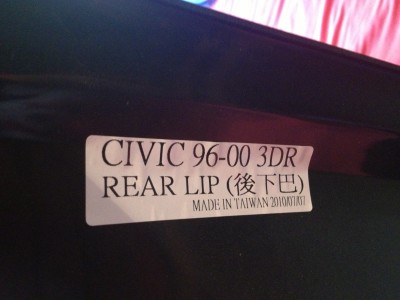 CIVIC 96-00 3DR
REAR LIP (後下巴)
MADE IN TAIWAN